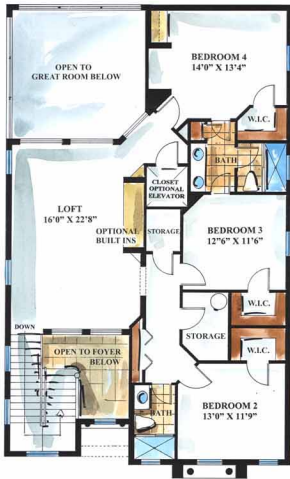 OPEN TO
GREAT ROOM BELOW
BEDROOM 4
14'0" X 13'4"
W.I.C.
BATH
CLOSET
OPTIONAL
ELEVATOR
LOFT
16'0" X 22'8"
OPTIONAL
BUILT INS
STORAGE
BEDROOM 3
12'6" X 11'6"
W.I.C.
DOWN
OPEN TO FOYER
BELOW
STORAGE
W.I.C.
BATH
BEDROOM 2
13'0" X 11'9"